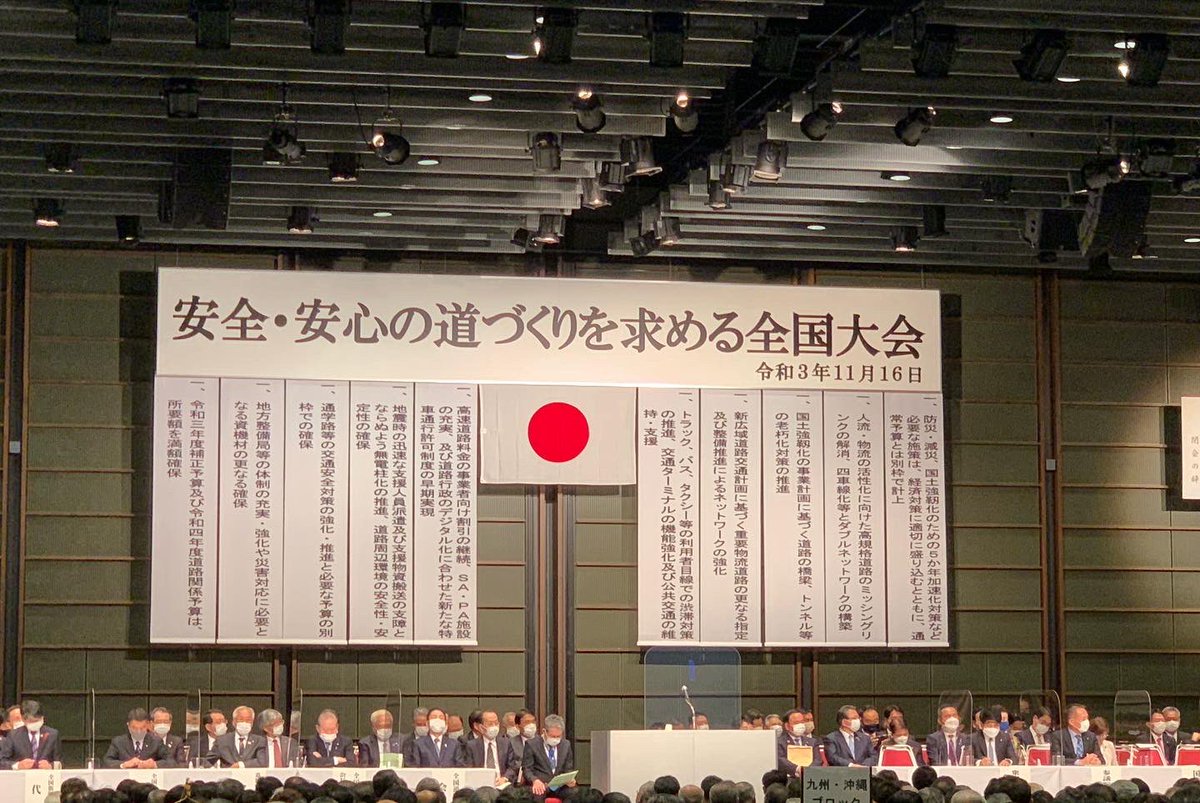 安全・安心の道づくりを求める全国大会
令和3年11月16日
一、防災・減災、国土強靭化のための5か年加速化対策など
必要な施策は、経済対策に適切に盛り込むとともに、通
常予算とは別枠で計上
一、人流・物流の活性化に向けた高規格道路のミッシングリ
ンクの解消、四車線化等とダブルネットワークの構築
一、国土強靭化の事業計画に基づく道路の橋梁、トンネル等
の老朽化対策の推進
一、新広域道路交通計画に基づく重要物流道路の更なる指定
及び整備推進によるネットワークの強化
一、トラック、バス、タクシー等の利用者目線での渋滞対策
の推進、交通ターミナルの機能強化及び公共交通の維
持・支援
一、高速道路料金の事業者向け割引の継続、SA・PA施設
の充実、及び道路行政のデジタル化に合わせた新たな特
車通行許可制度の早期実現
一、地震時の迅速な支援人員派遣及び支援物資搬送の支障と
ならぬよう無電柱化の推進、道路周辺環境の安全性・安
定性の確保
一、通学路等の交通安全対策の強化・推進と必要な予算の別
枠での確保
一、地方整備局等の体制の充実・強化や災害対応に必要と
なる資機材の更なる確保
一、令和三年度補正予算及び令和四年度道路関係予算は、
所要額を満額確保
閉会辞
代
会
九州・沖縄
ブロック